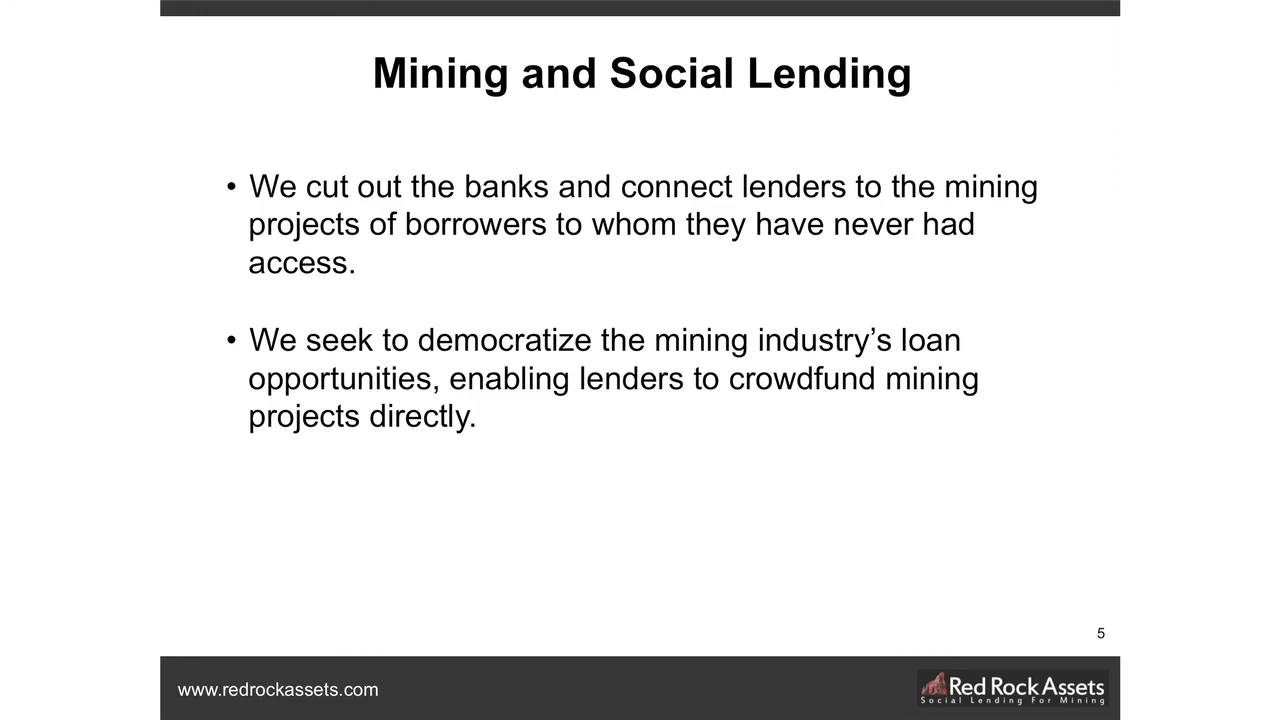 Mining and Social Lending
• We cut out the banks and connect lenders to the mining
projects of borrowers to whom they have never had
access.
• We seek to democratize the mining industry’s loan
opportunities, enabling lenders to crowdfund mining
projects directly.
5
www.redrockassets.com
Red Rock Assets
Social Lending For Mining